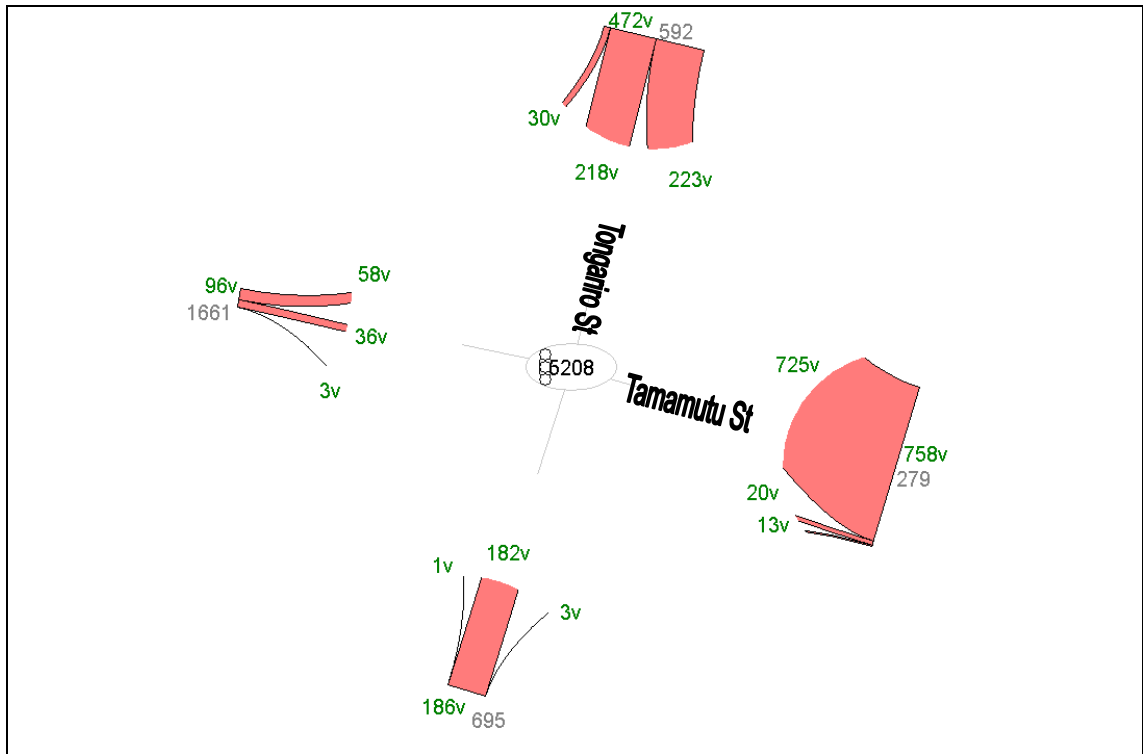 472v
592
30v
218v
223v
Tongariro St
96v
1661
58v
36v
3v
5208
Tamamutu St
725v
758v
279
20v
13v
1v
182v
3v
186v
695